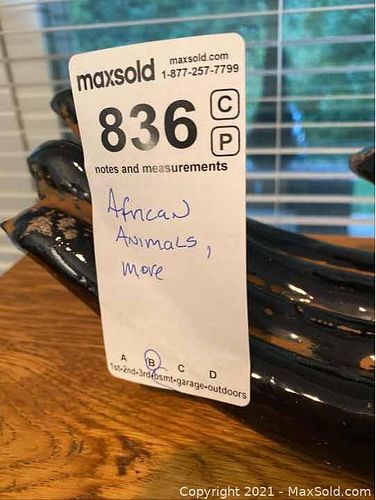 maxsold
maxsold.com
1-877-257-7799
836
C
P
notes and measurements
African
Animals,
more
A B C D
1st-2nd-3rd-bsmt-garage-outdoors
Copyright 2021 - MaxSold.com